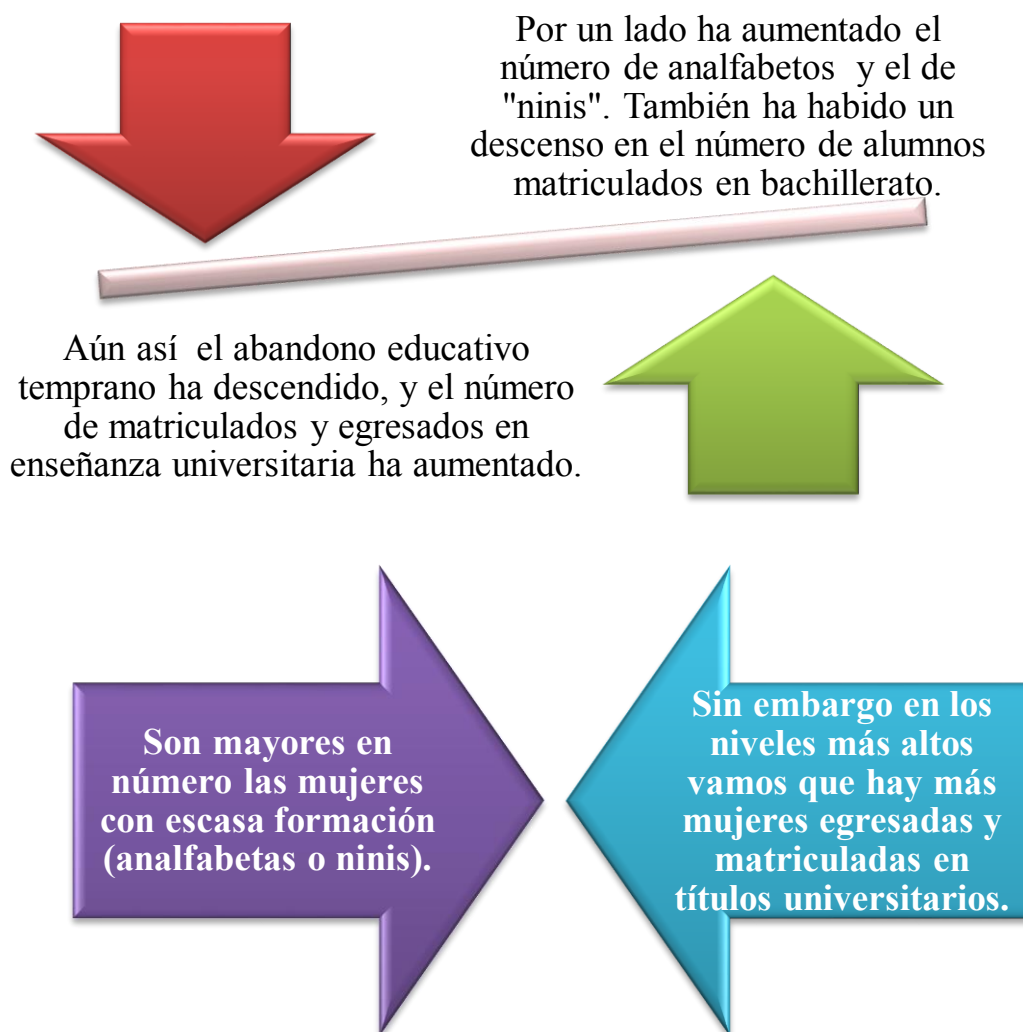 Por un lado ha aumentado el
número de analfabetos y el de
"ninis". También ha habido un
descenso en el número de alumnos
matriculados en bachillerato.
Aún así el abandono educativo
temprano ha descendido, y el número
de matriculados y egresados en
enseñanza universitaria ha aumentado.
Son mayores en
número las mujeres
con escasa formación
(analfabetas o ninis).
Sin embargo en los
niveles más altos
vamos que hay más
mujeres egresadas y
matriculadas en
títulos universitarios.